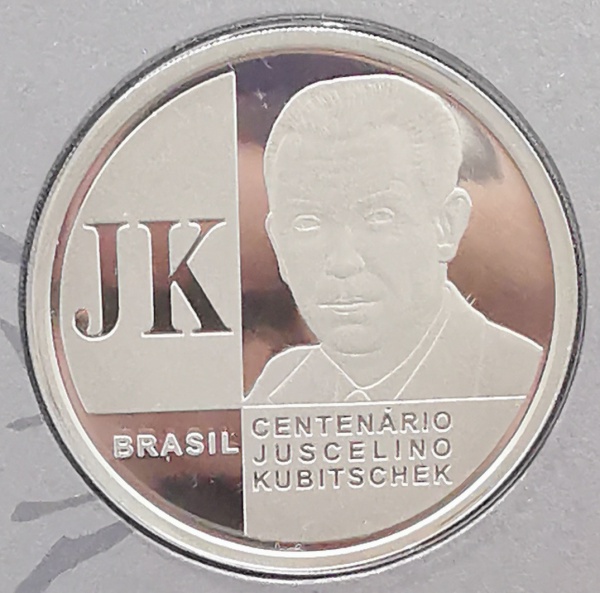 JK
BRASIL
CENTENÁRIO
JUSCELINO
KUBITSCHEK